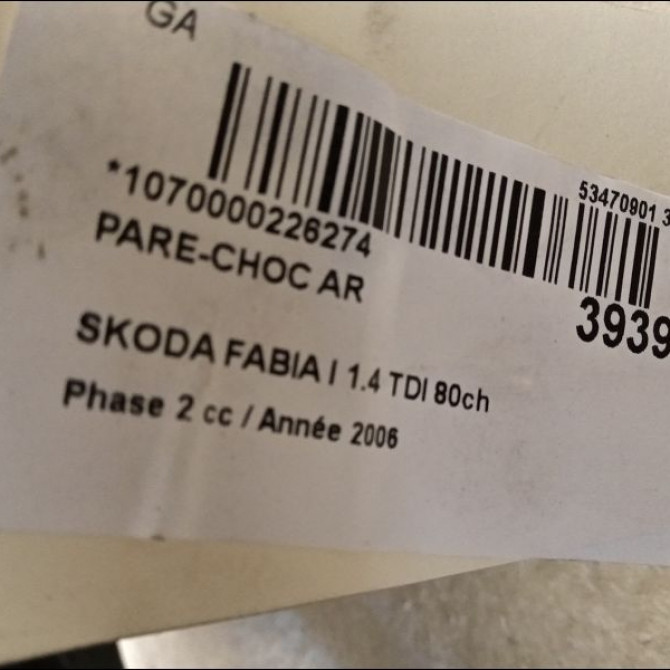 GA
53470901 3
*1070000226274
3939
PARE-CHOC AR
SKODA FABIA I 1.4 TDI 80ch
Phase 2 cc / Année 2006